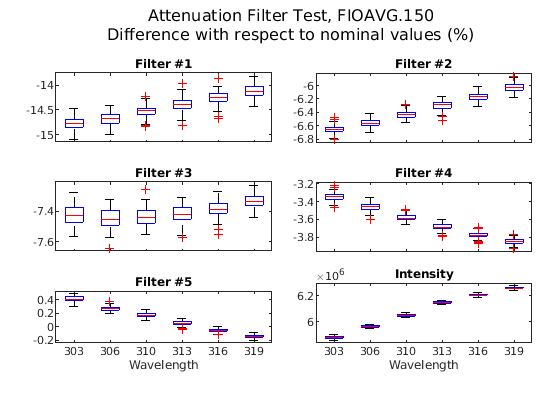 Attenuation Filter Test, FIOAVG.150
Difference with respect to nominal values (%)
Filter #1
-14
-14.5
-15
Filter #2
-6
-6.2
-6.4
-6.6
-6.8
Filter #3
-7.4
-7.6
Filter #4
-3.2
-3.4
-3.6
-3.8
Filter #5
0.4
0.2
0
-0.2
303 306 310 313 316 319
Wavelength
Intensity
×10^6
6.2
6
303 306 310 313 316 319
Wavelength